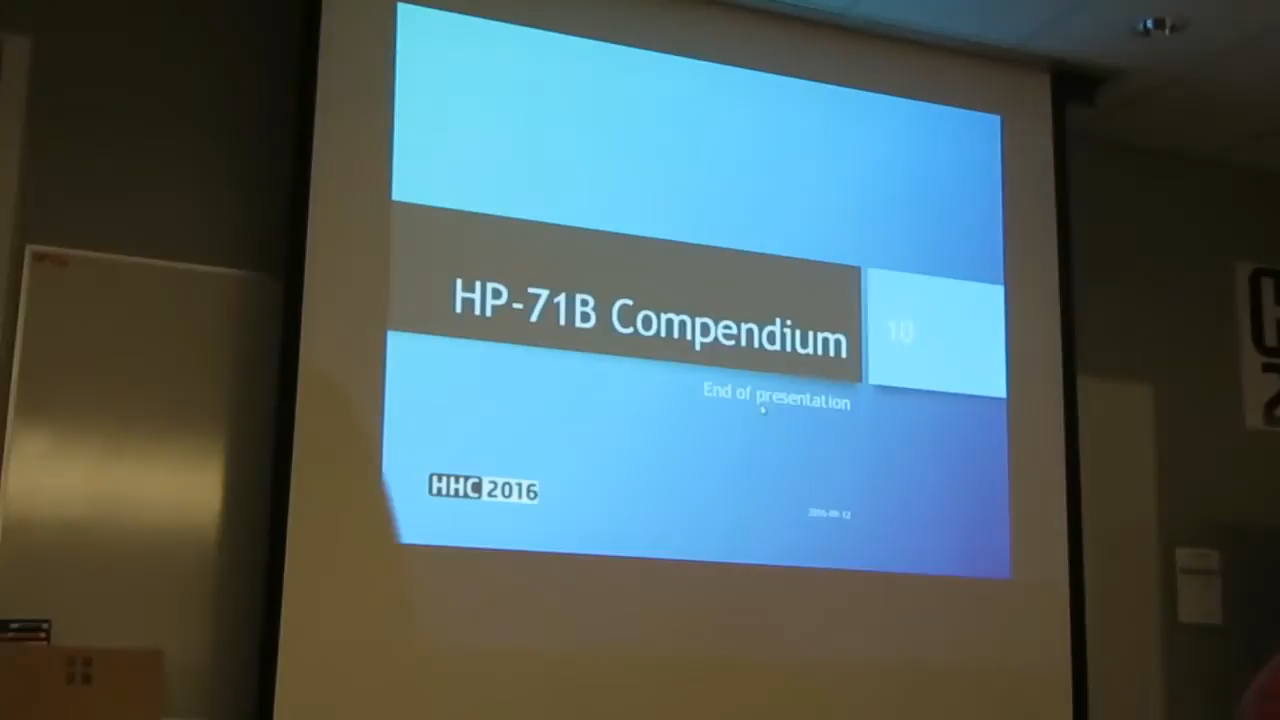 HP-71B Compendium
10
End of presentation
HHC 2016